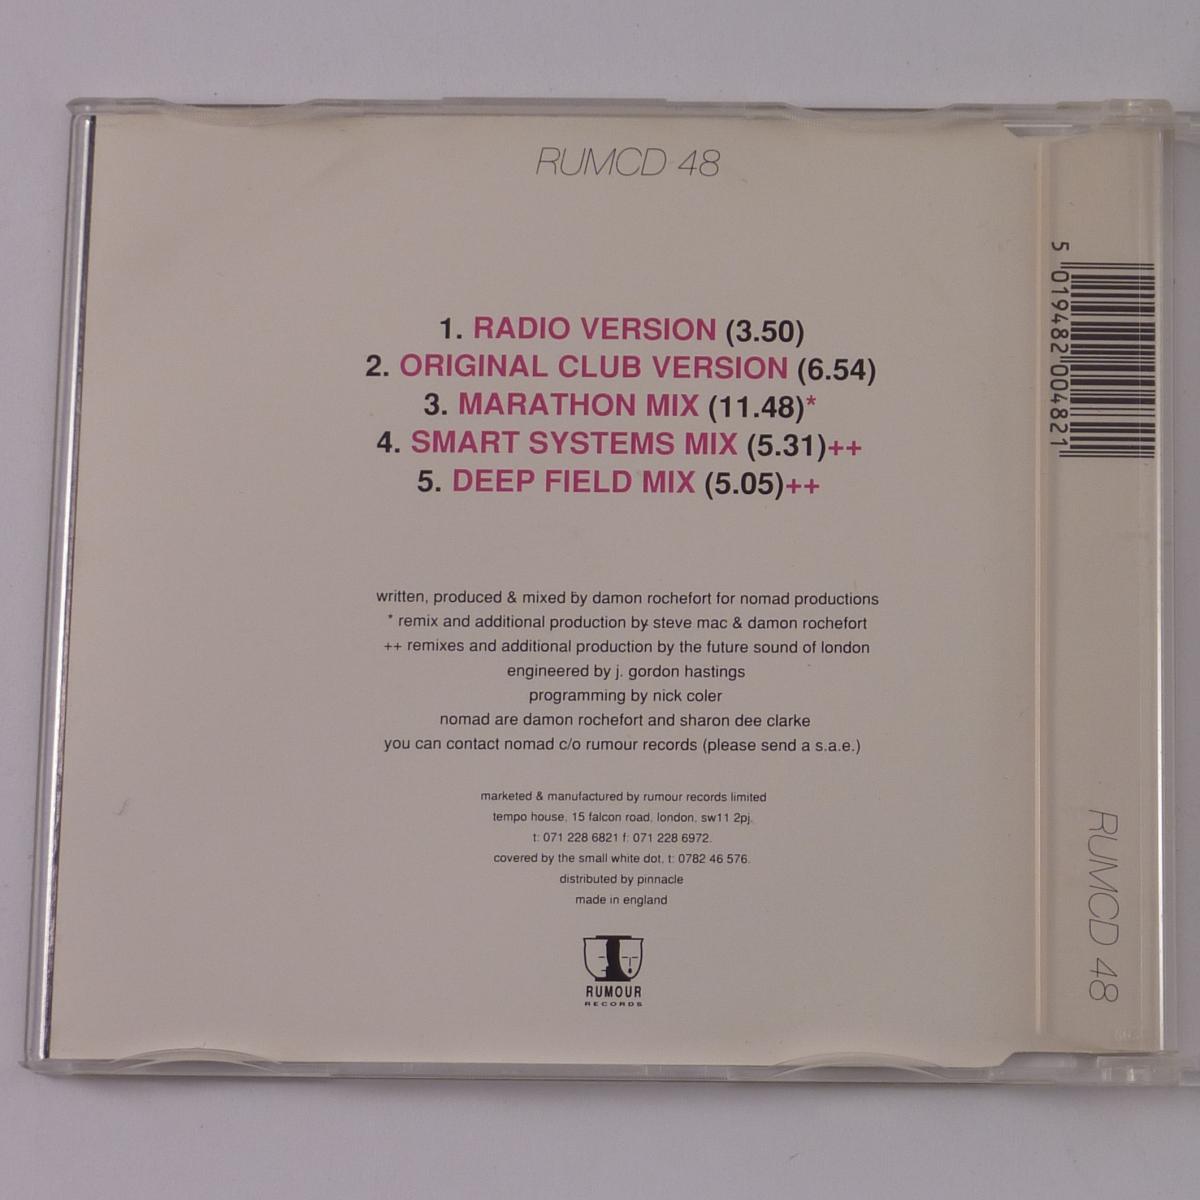 RUMCD 48
1. RADIO VERSION (3.50)
2. ORIGINAL CLUB VERSION (6.54)
3. MARATHON MIX (11.48)*
4. SMART SYSTEMS MIX (5.31)++
5. DEEP FIELD MIX (5.05)++
written, produced & mixed by damon rochefort for nomad productions
* remix and additional production by steve mac & damon rochefort
++ remixes and additional production by the future sound of london
engineered by j. gordon hastings
programming by nick coler
nomad are damon rochefort and sharon dee clarke
you can contact nomad c/o rumour records (please send a s.a.e.)
marketed & manufactured by rumour records limited
tempo house, 15 falcon road, london, sw11 2pj.
t: 071 228 6821 f: 071 228 6972.
covered by the small white dot, t: 0782 46 576.
distributed by pinnacle
made in england
RUMOUR
RECORDS
5 019482 004821
RUMCD 48